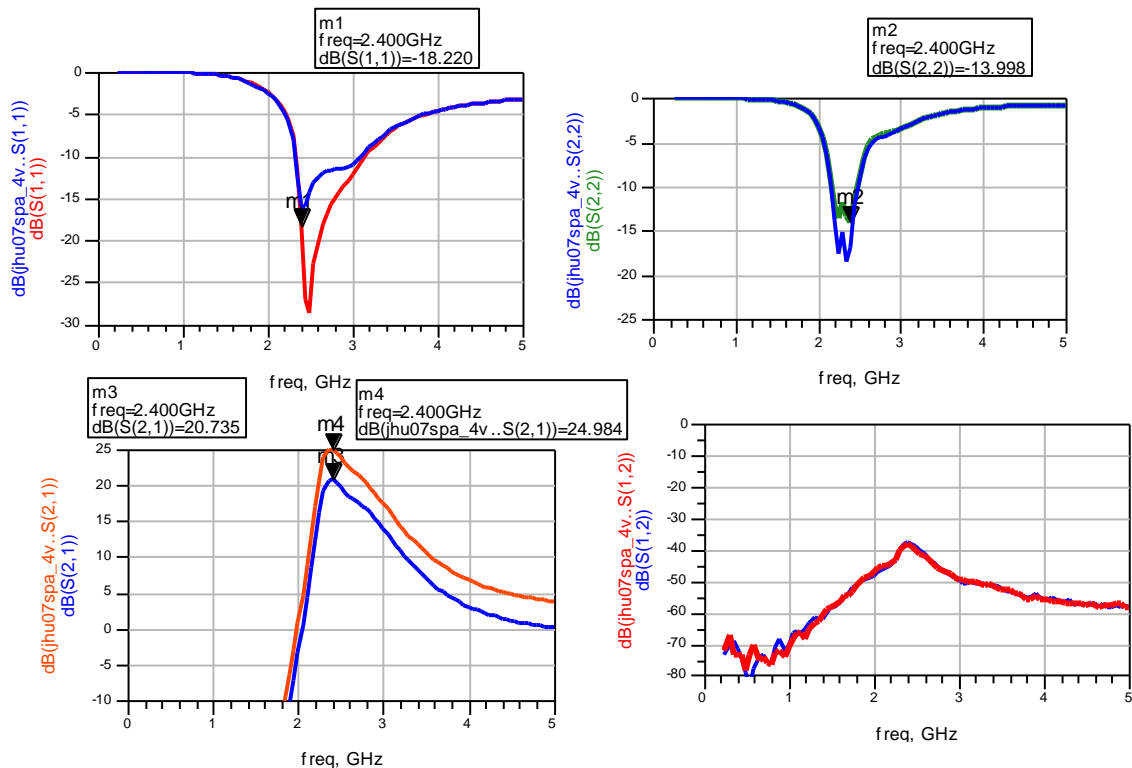 m1
freq=2.400GHz
dB(S(1,1))=-18.220
dB(jhu07spa_4v..S(1,1))
dB(S(1,1))
0
-5
-10
-15
-20
-25
-30
m1
0 1 2 3 4 5
freq, GHz
m2
freq=2.400GHz
dB(S(2,2))=-13.998
dB(jhu07spa_4v..S(2,2))
dB(S(2,2))
0
-5
-10
-15
-20
-25
m2
0 1 2 3 4 5
freq, GHz
m3
freq=2.400GHz
dB(S(2,1))=20.735
m4
freq=2.400GHz
dB(jhu07spa_4v..S(2,1))=24.984
dB(jhu07spa_4v..S(2,1))
dB(S(2,1))
25
20
15
10
5
0
-5
-10
m4
m3
0 1 2 3 4 5
freq, GHz
dB(jhu07spa_4v..S(1,2))
dB(S(1,2))
0
-10
-20
-30
-40
-50
-60
-70
-80
0 1 2 3 4 5
freq, GHz